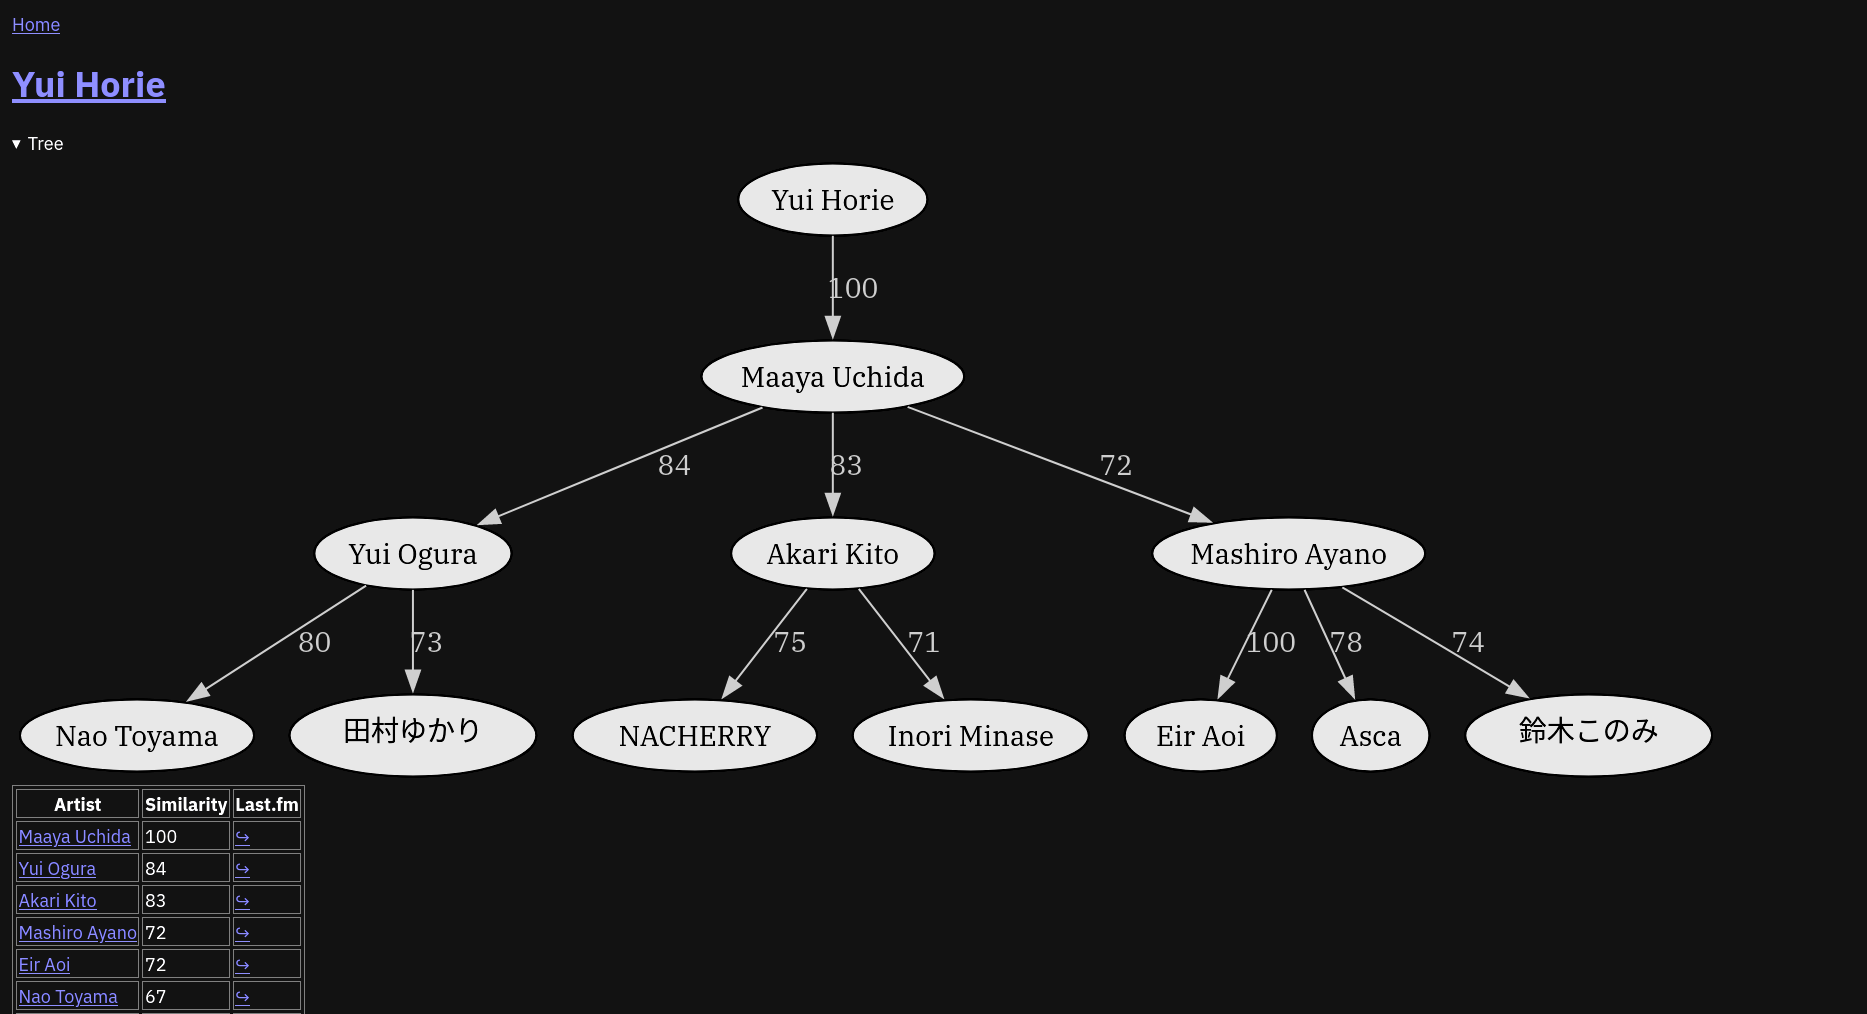 Home
Yui Horie
▾ Tree
Yui Horie
100
Maaya Uchida
84 83 72
Yui Ogura Akari Kito Mashiro Ayano
80 73 75 71 100 78 74
Nao Toyama 田村ゆかり NACHERRY Inori Minase Eir Aoi Asca 鈴木このみ
Artist Similarity Last.fm
Maaya Uchida 100 ↪
Yui Ogura 84 ↪
Akari Kito 83 ↪
Mashiro Ayano 72 ↪
Eir Aoi 72 ↪
Nao Toyama 67 ↪